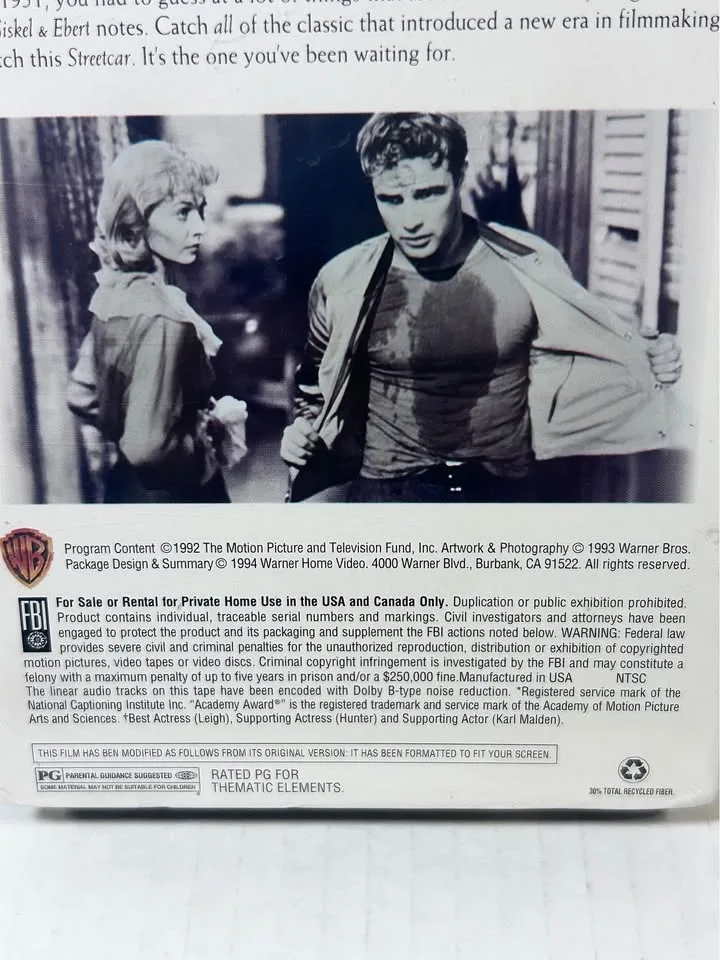 1951, you had to guess at a lot of things
Siskel & Ebert notes. Catch all of the classic that introduced a new era in filmmaking
this Streetcar. It's the one you've been waiting for.
WB
Program Content ©1992 The Motion Picture and Television Fund, Inc. Artwork & Photography © 1993 Warner Bros.
Package Design & Summary © 1994 Warner Home Video. 4000 Warner Blvd., Burbank, CA 91522. All rights reserved.
FBI
For Sale or Rental for Private Home Use in the USA and Canada Only. Duplication or public exhibition prohibited.
Product contains individual, traceable serial numbers and markings. Civil investigators and attorneys have been
engaged to protect the product and its packaging and supplement the FBI actions noted below. WARNING: Federal law
provides severe civil and criminal penalties for the unauthorized reproduction, distribution or exhibition of copyrighted
motion pictures, video tapes or video discs. Criminal copyright infringement is investigated by the FBI and may constitute a
felony with a maximum penalty of up to five years in prison and/or a $250,000 fine.Manufactured in USA NTSC
The linear audio tracks on this tape have been encoded with Dolby B-type noise reduction. *Registered service mark of the
National Captioning Institute Inc. "Academy Award®" is the registered trademark and service mark of the Academy of Motion Picture
Arts and Sciences. †Best Actress (Leigh), Supporting Actress (Hunter) and Supporting Actor (Karl Malden).
THIS FILM HAS BEN MODIFIED AS FOLLOWS FROM ITS ORIGINAL VERSION: IT HAS BEEN FORMATTED TO FIT YOUR SCREEN.
PG PARENTAL GUIDANCE SUGGESTED
SOME MATERIAL MAY NOT BE SUITABLE FOR CHILDREN
RATED PG FOR
THEMATIC ELEMENTS.
30% TOTAL RECYCLED FIBER.